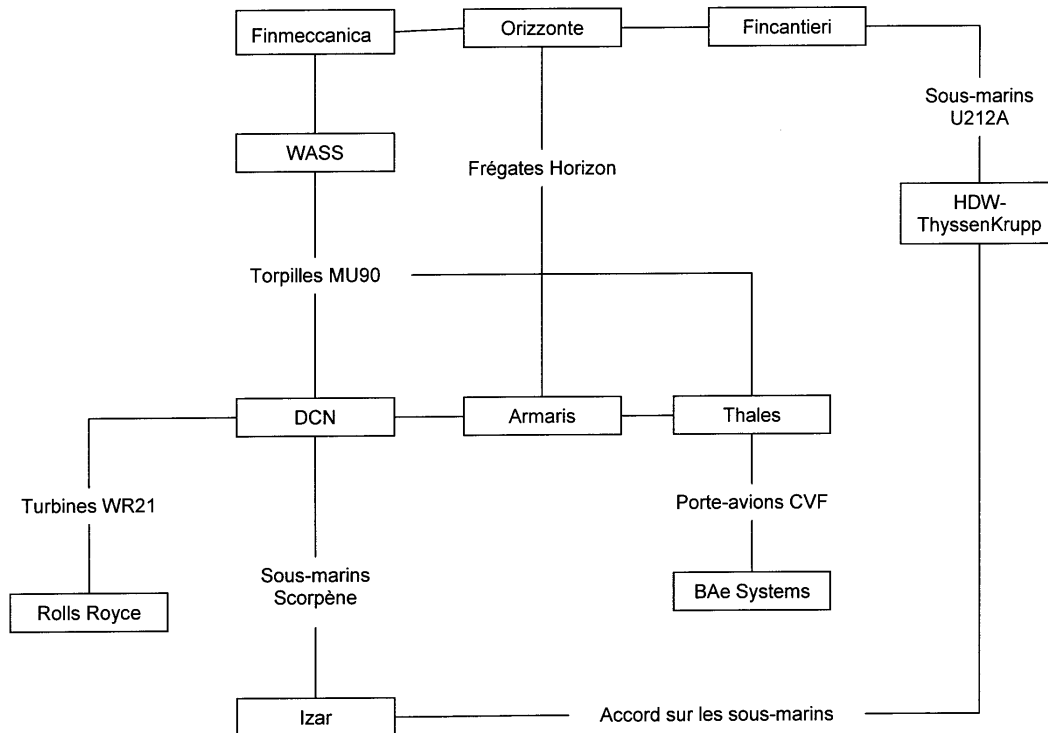 Finmeccanica
Orizzonte
Fincantieri
Sous-marins
U212A
WASS
Frégates Horizon
HDW-
ThyssenKrupp
Torpilles MU90
DCN
Armaris
Thales
Turbines WR21
Porte-avions CVF
Sous-marins
Scorpène
Rolls Royce
BAe Systems
Izar
Accord sur les sous-marins